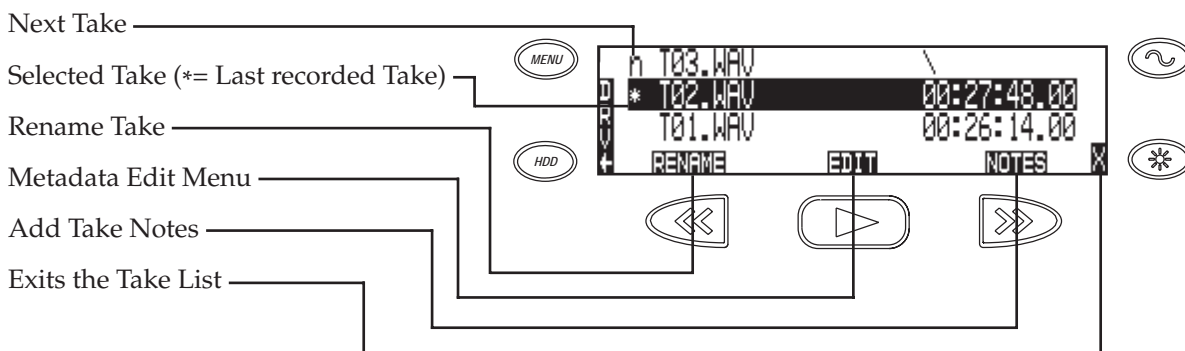 Next Take
Selected Take (*= Last recorded Take)
Rename Take
Metadata Edit Menu
Add Take Notes
Exits the Take List
MENU
HDD
DRV
n T03.WAV \
* T02.WAV 00:27:48.00
T01.WAV 00:26:14.00
RENAME EDIT NOTES X